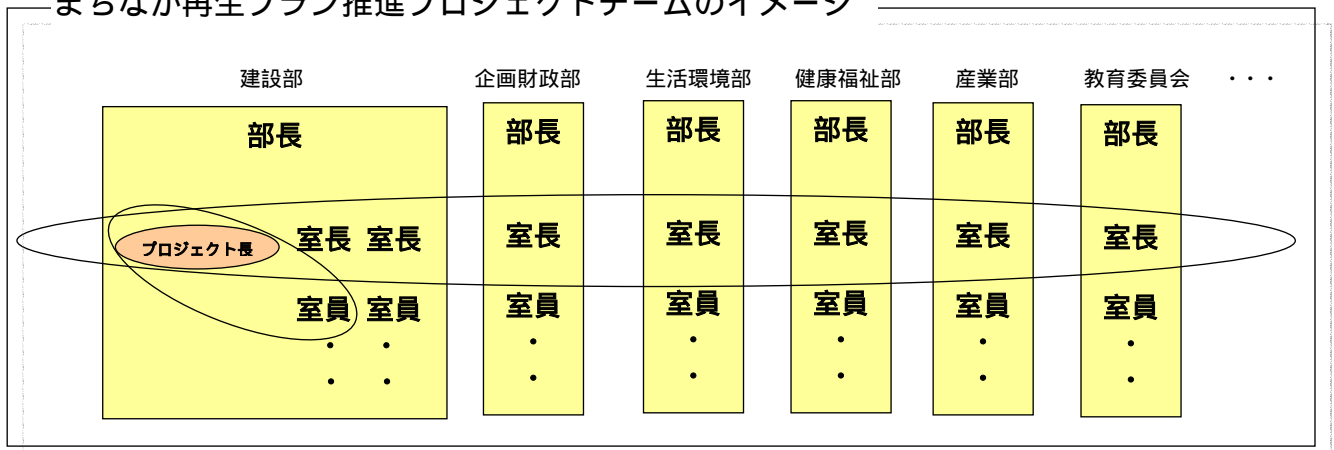 まちなか再生プラン推進プロジェクトチームのイメージ
建設部 企画財政部 生活環境部 健康福祉部 産業部 教育委員会 ・・・
部長 部長 部長 部長 部長 部長
プロジェクト長 室長 室長 室長 室長 室長 室長 室長
室員 室員 室員 室員 室員 室員 室員
・ ・ ・ ・ ・ ・ ・
・ ・ ・ ・ ・ ・ ・